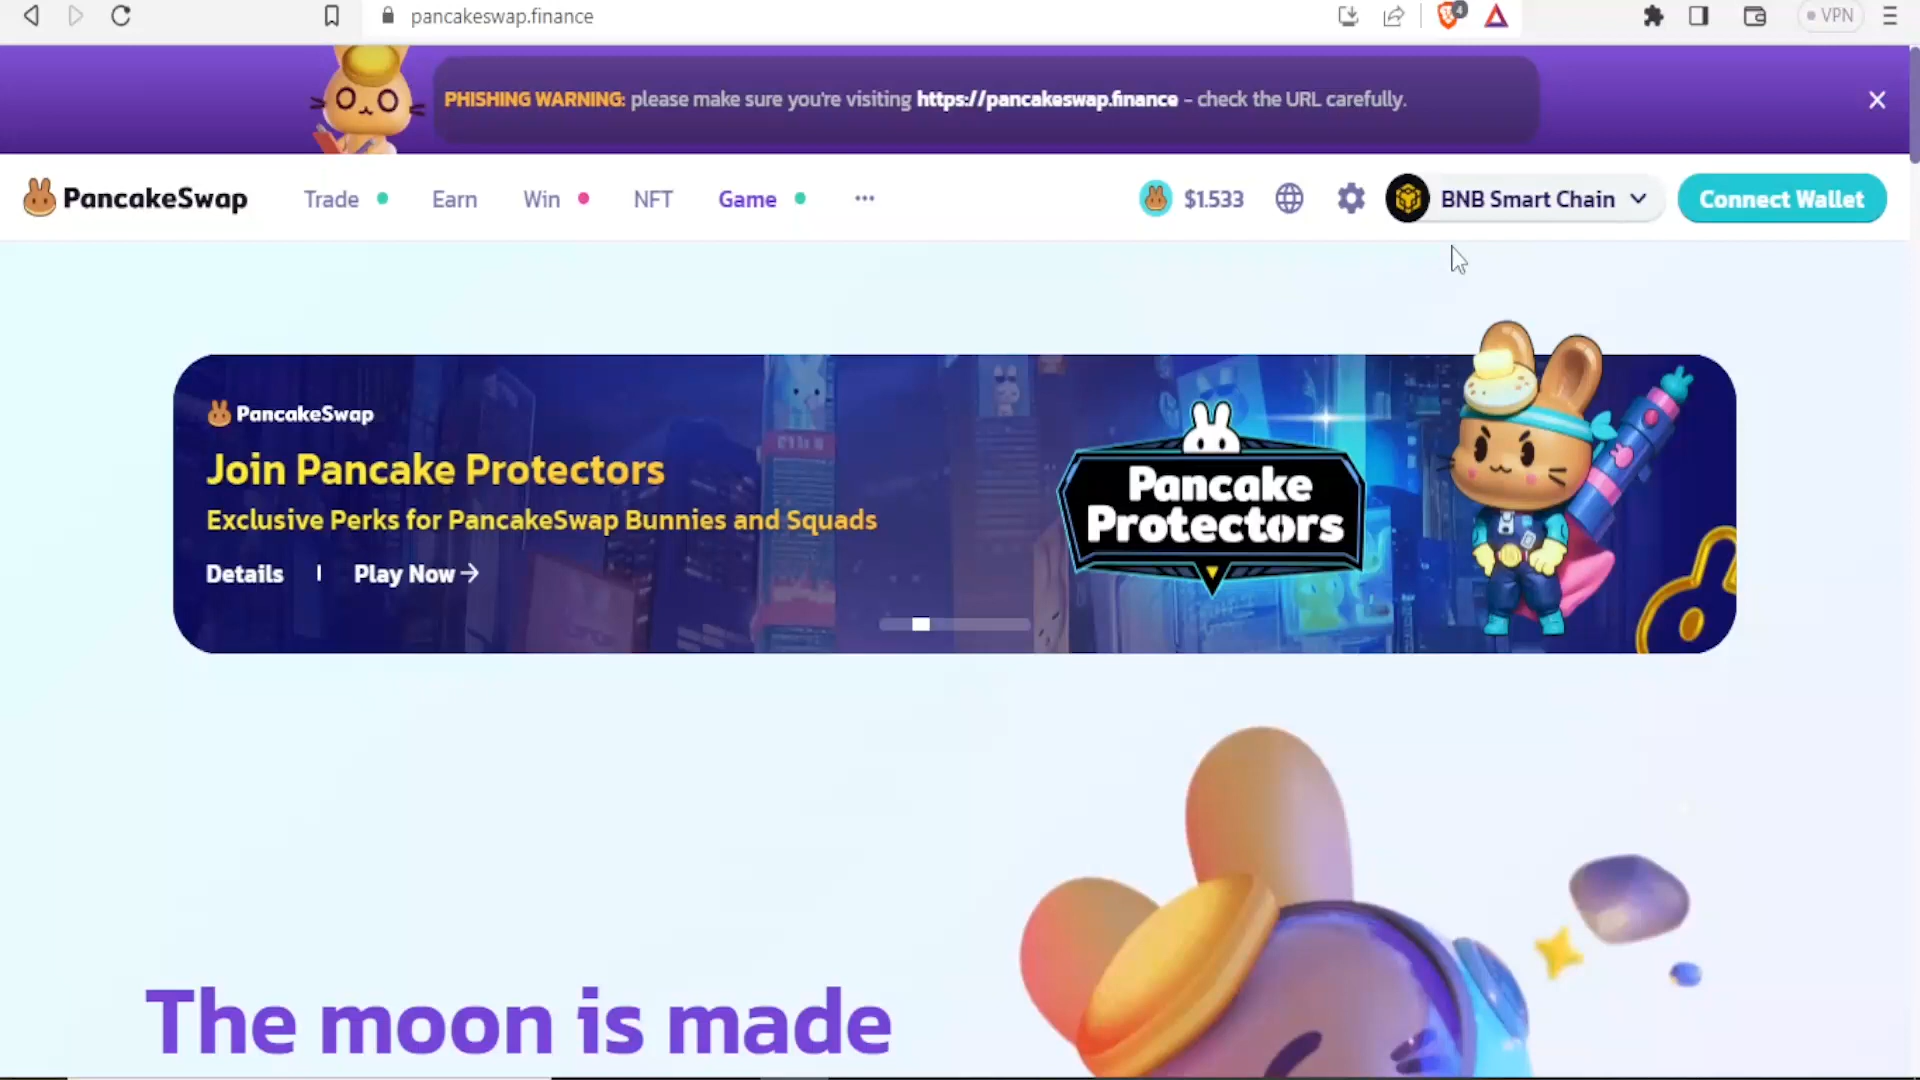 pancakeswap.finance
4
VPN
PHISHING WARNING: please make sure you're visiting https://pancakeswap.finance - check the URL carefully.
PancakeSwap
Trade
Earn
Win
NFT
Game
$1.533
BNB Smart Chain
Connect Wallet
PancakeSwap
Join Pancake Protectors
Exclusive Perks for PancakeSwap Bunnies and Squads
Details
Play Now
Pancake
Protectors
The moon is made